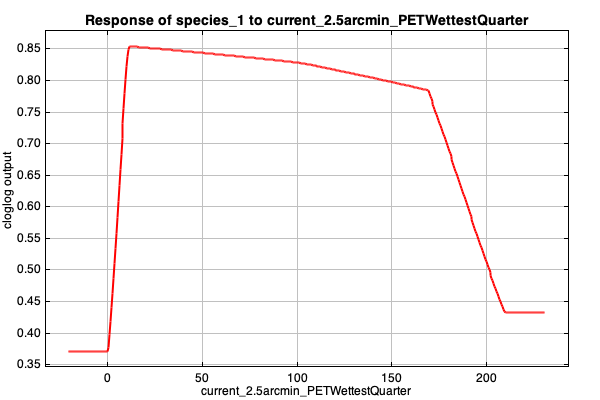 Response of species_1 to current_2.5arcmin_PETWettestQuarter
0.85
0.80
0.75
0.70
0.65
0.60
0.55
0.50
0.45
0.40
0.35
cloglog output
0 50 100 150 200
current_2.5arcmin_PETWettestQuarter